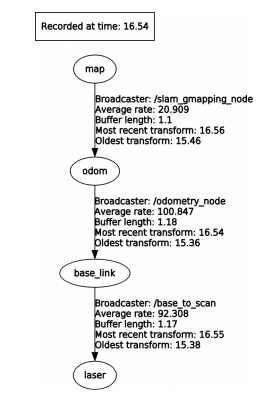 Recorded at time: 16.54
map
Broadcaster: /slam_gmapping_node
Average rate: 20.909
Buffer length: 1.1
Most recent transform: 16.56
Oldest transform: 15.46
odom
Broadcaster: /odometry_node
Average rate: 100.847
Buffer length: 1.18
Most recent transform: 16.54
Oldest transform: 15.36
base_link
Broadcaster: /base_to_scan
Average rate: 92.308
Buffer length: 1.17
Most recent transform: 16.55
Oldest transform: 15.38
laser